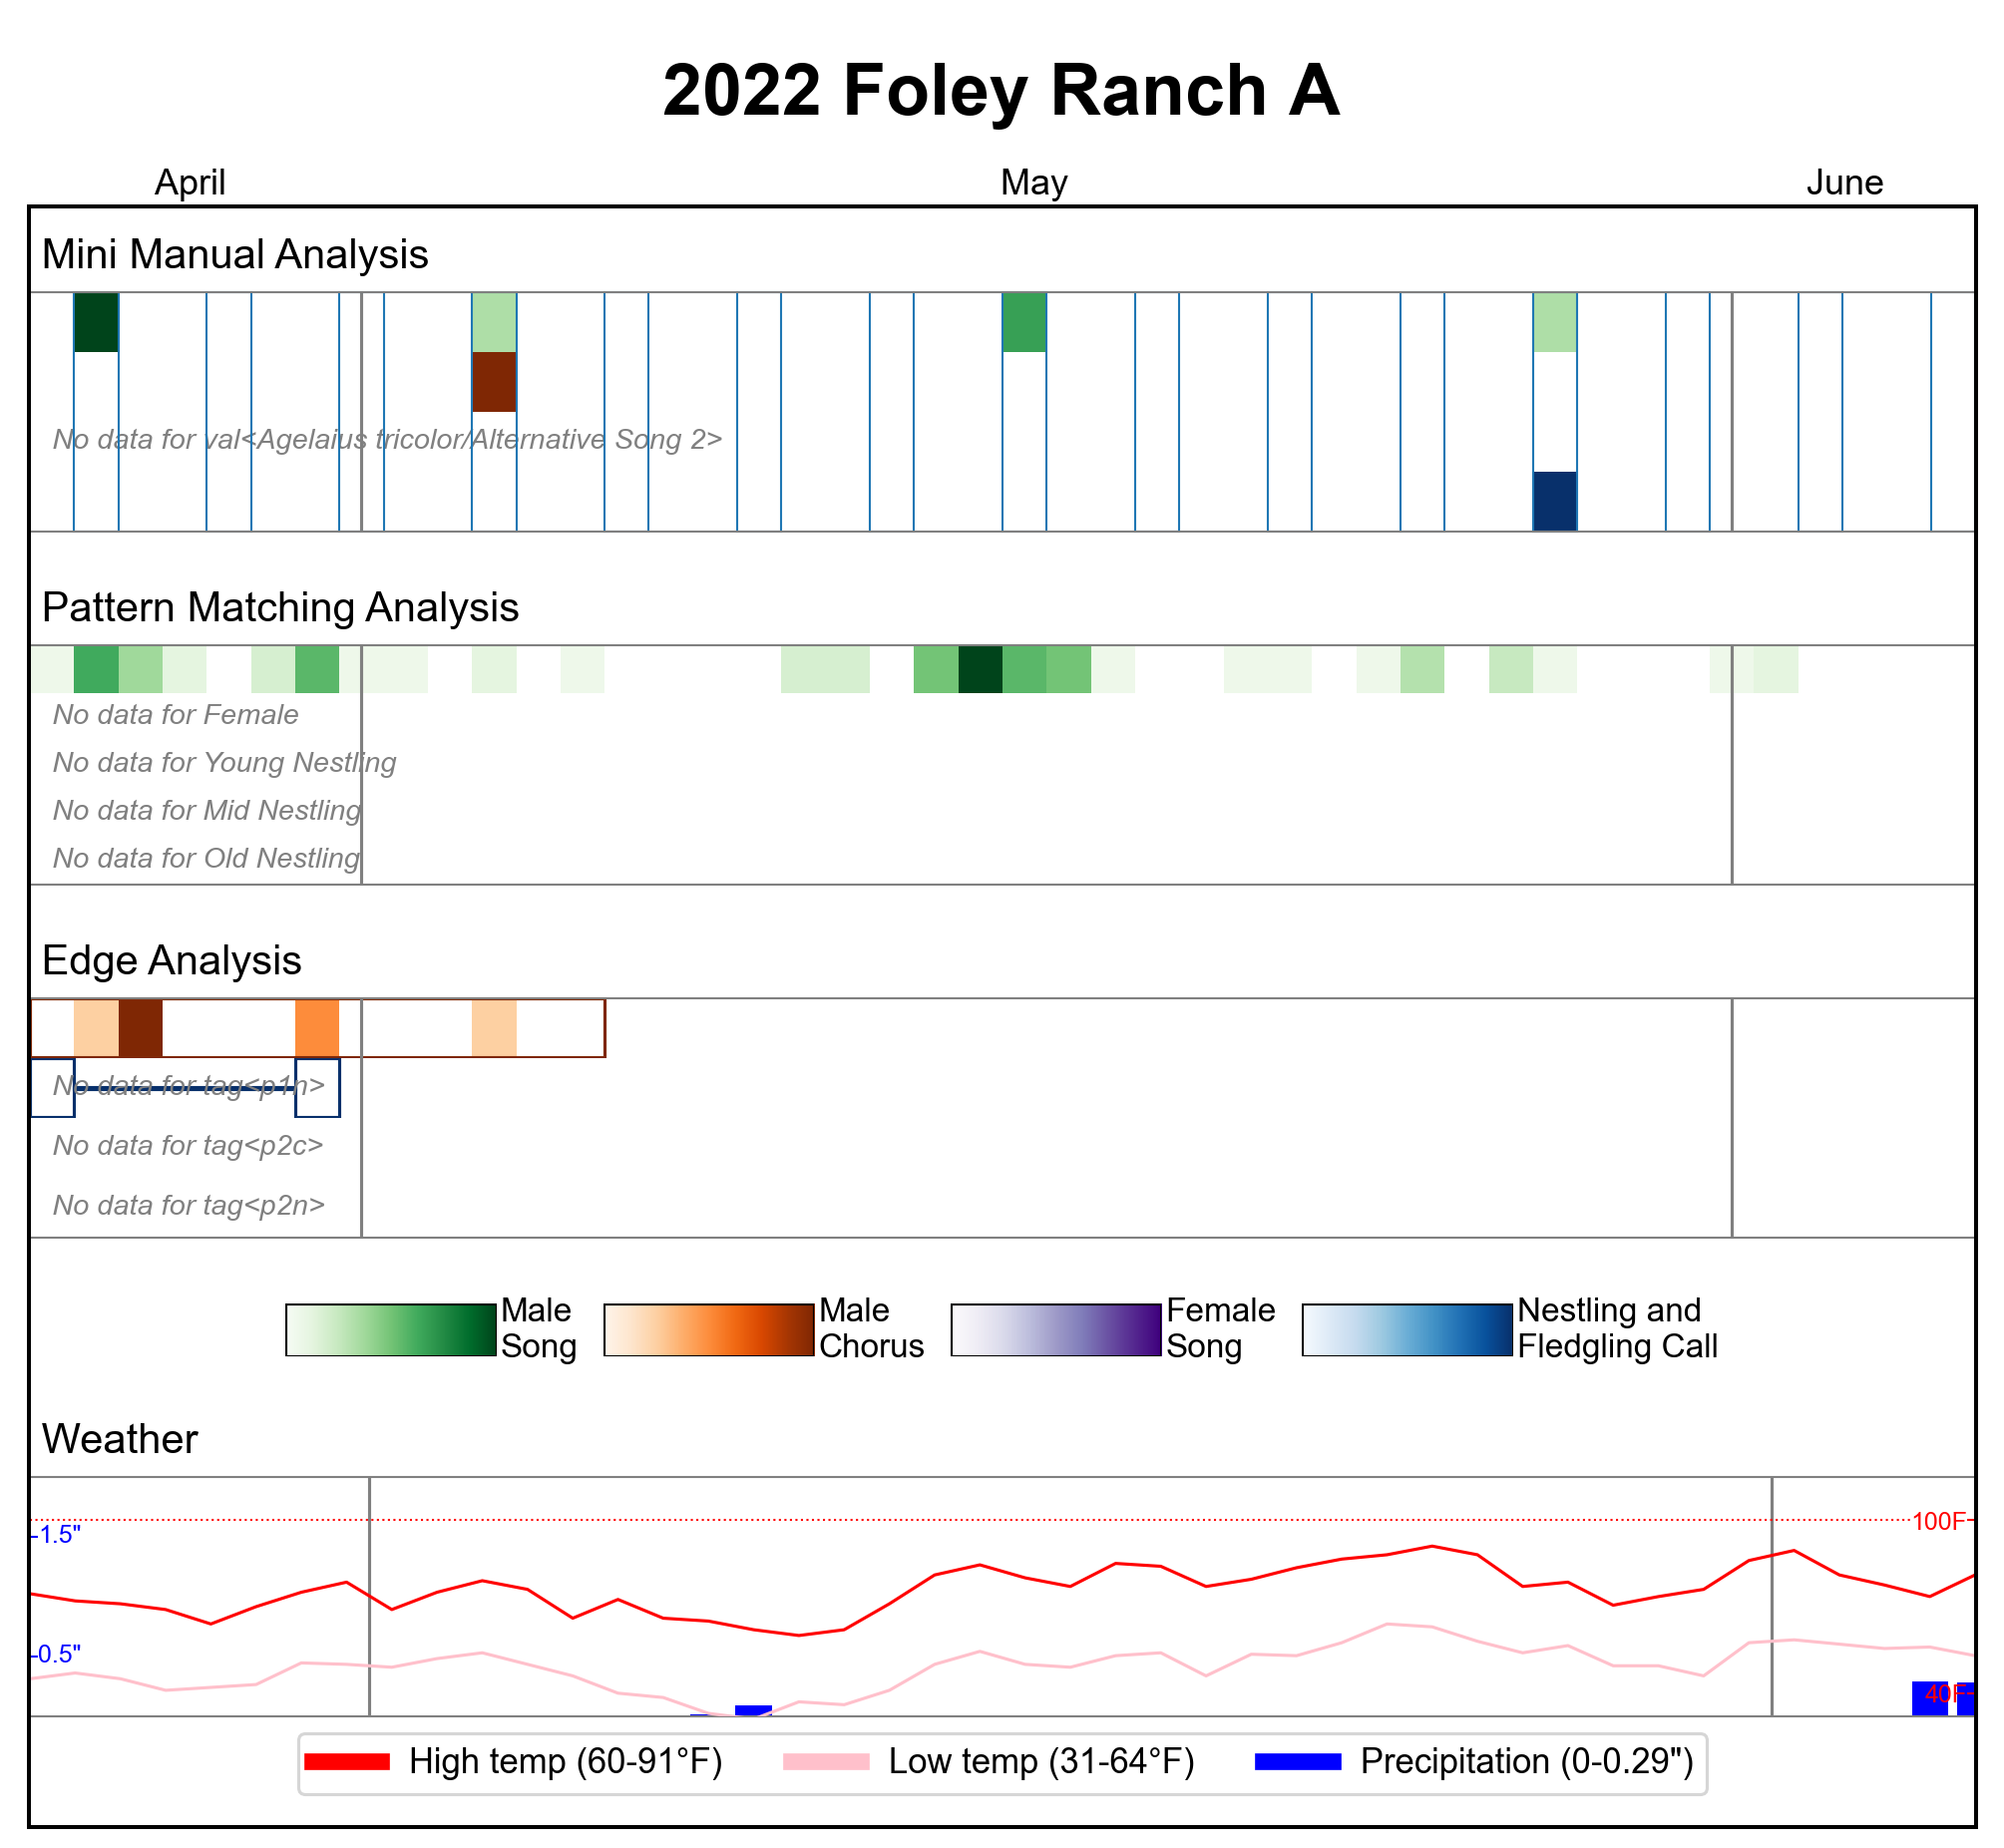 2022 Foley Ranch A
April May June
Mini Manual Analysis
No data for val<Agelaius tricolor/Alternative Song 2>
Pattern Matching Analysis
No data for Female
No data for Young Nestling
No data for Mid Nestling
No data for Old Nestling
Edge Analysis
No data for tag<p1n>
No data for tag<p2c>
No data for tag<p2n>
Male Song
Male Chorus
Female Song
Nestling and Fledgling Call
Weather
1.5" 100F
0.5"
40F
High temp (60-91°F) Low temp (31-64°F) Precipitation (0-0.29")